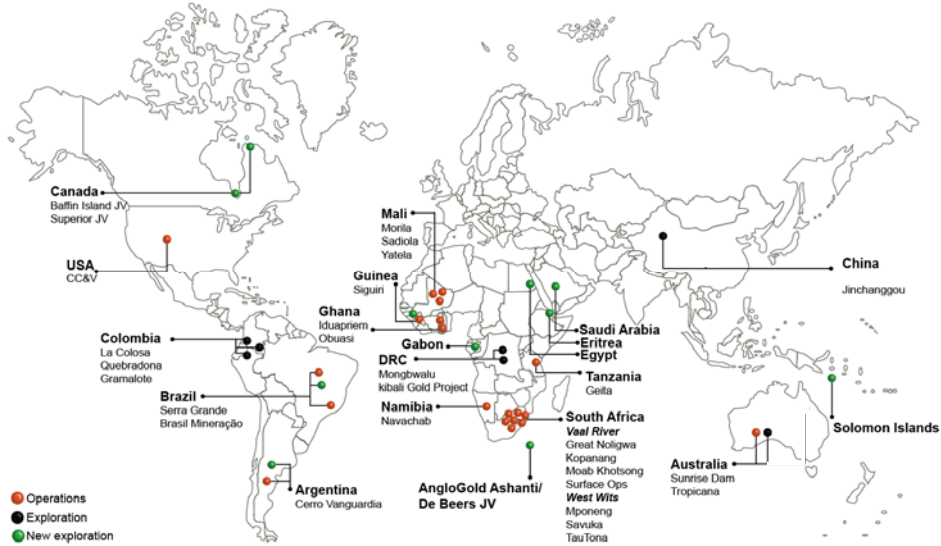 Canada
Baffin Island JV
Superior JV
USA
CC&V
Mali
Morila
Sadiola
Yatela
Guinea
Siguiri
Ghana
Iduapriem
Obuasi
China
Jinchanggou
Colombia
La Colosa
Quebradona
Gramalote
Gabon
DRC
Mongbwalu
kibali Gold Project
Saudi Arabia
Eritrea
Egypt
Tanzania
Geita
Brazil
Serra Grande
Brasil Mineração
Namibia
Navachab
South Africa
Vaal River
Great Noligwa
Kopanang
Moab Khotsong
Surface Ops
West Wits
Mponeng
Savuka
TauTona
Solomon Islands
Australia
Sunrise Dam
Tropicana
Argentina
Cerro Vanguardia
AngloGold Ashanti/
De Beers JV
Operations
Exploration
New exploration